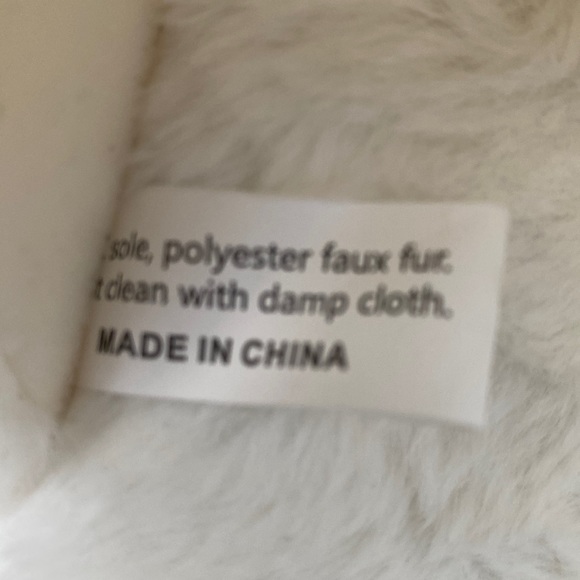 sole, polyester faux fur.
clean with damp cloth.
MADE IN CHINA